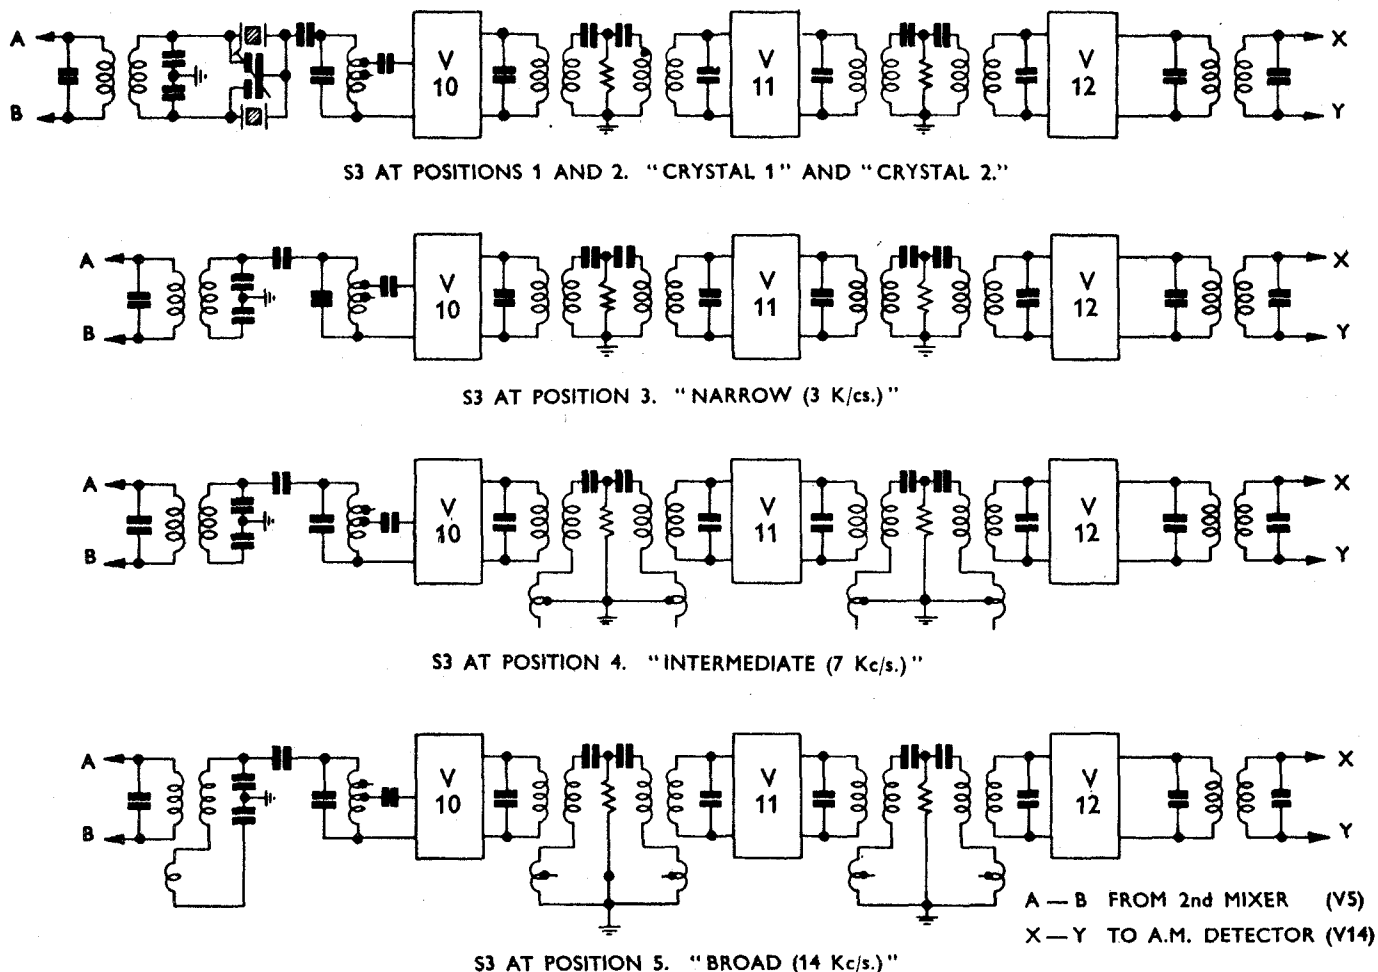 A B V 10 V 11 V 12 X Y
S3 AT POSITIONS 1 AND 2. "CRYSTAL 1" AND "CRYSTAL 2."
A B V 10 V 11 V 12 X Y
S3 AT POSITION 3. "NARROW (3 K/cs.)"
A B V 10 V 11 V 12 X Y
S3 AT POSITION 4. "INTERMEDIATE (7 Kc/s.)"
A B V 10 V 11 V 12 X Y
A — B FROM 2nd MIXER (V5)
X — Y TO A.M. DETECTOR (V14)
S3 AT POSITION 5. "BROAD (14 Kc/s.)"